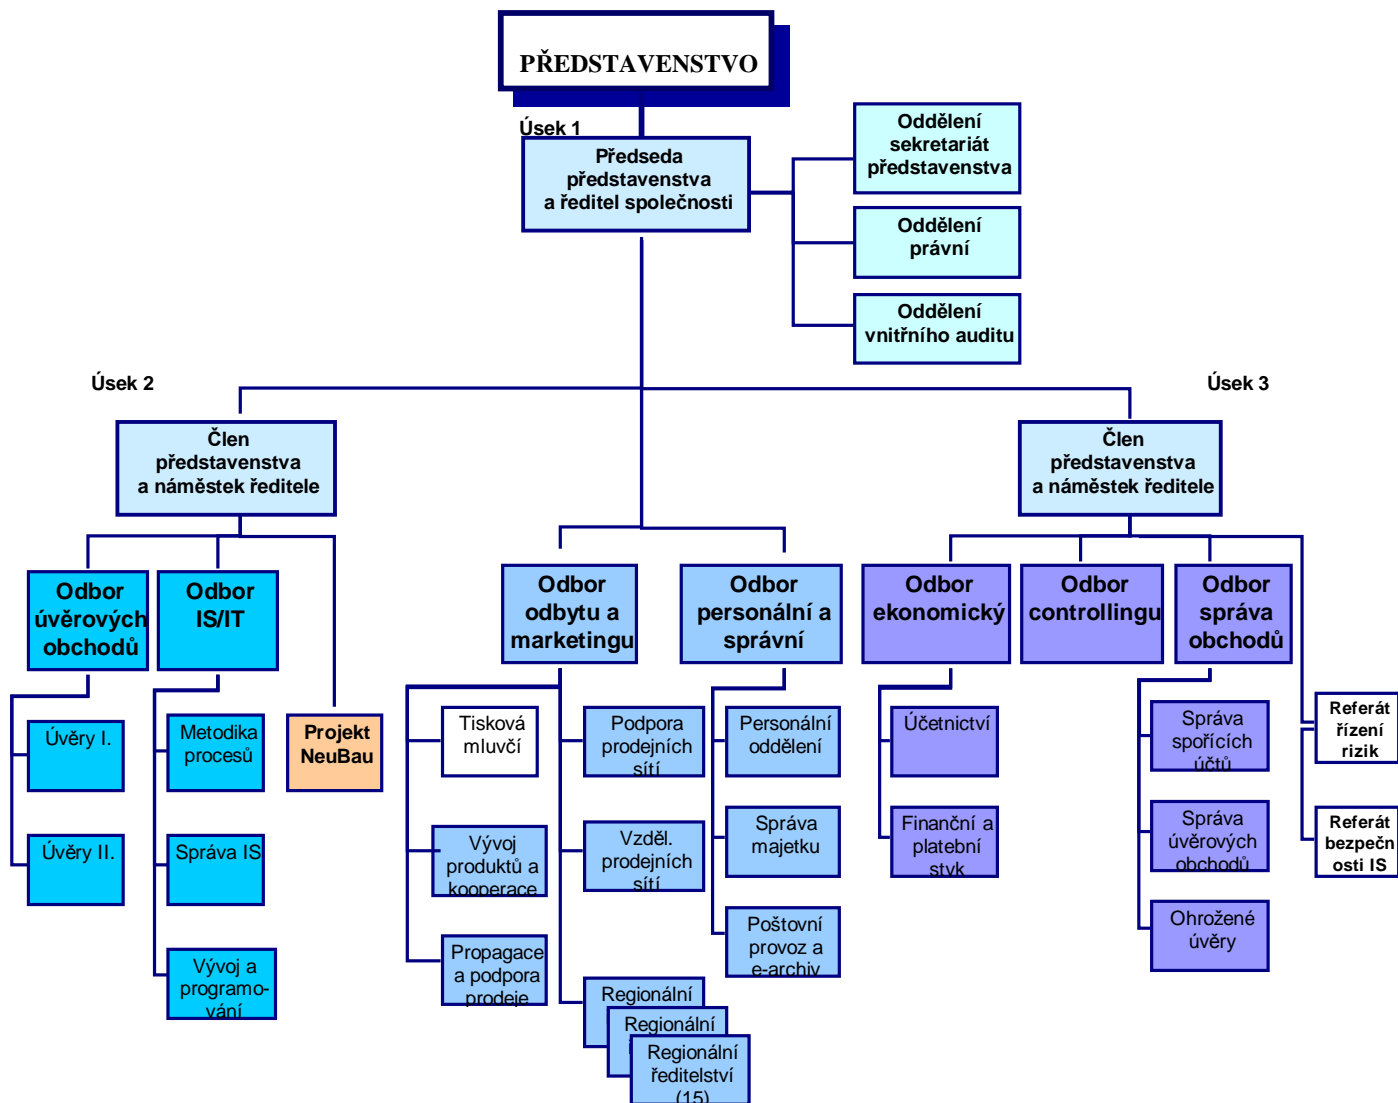 PŘEDSTAVENSTVO
Úsek 1
Předseda
představenstva
a ředitel společnosti
Oddělení
sekretariát
představenstva
Oddělení
právní
Oddělení
vnitřního auditu
Úsek 2
Úsek 3
Člen
představenstva
a náměstek ředitele
Člen
představenstva
a náměstek ředitele
Odbor
úvěrových
obchodů
Odbor
IS/IT
Odbor
odbytu a
marketingu
Odbor
personální a
správní
Odbor
ekonomický
Odbor
controllingu
Odbor
správa
obchodů
Úvěry I.
Metodika
procesů
Projekt
NeuBau
Tisková
mluvčí
Podpora
prodejních
sítí
Personální
oddělení
Účetnictví
Správa
spořících
účtů
Referát
řízení
rizik
Úvěry II.
Správa IS
Vývoj
produktů a
kooperace
Vzděl.
prodejních
sítí
Správa
majetku
Finanční a
platební
styk
Správa
úvěrových
obchodů
Referát
bezpečn
osti IS
Vývoj a
programo-
vání
Propagace
a podpora
prodeje
Poštovní
provoz a
e-archiv
Ohrožené
úvěry
Regionální
Regionální
Regionální
ředitelství
(15)